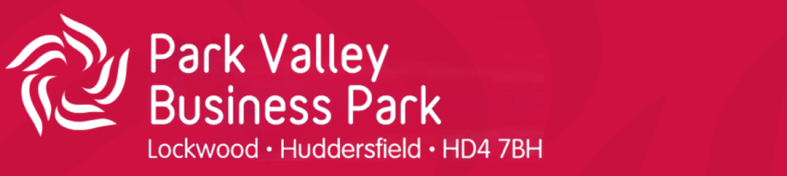 Park Valley
Business Park
Lockwood • Huddersfield • HD4 7BH